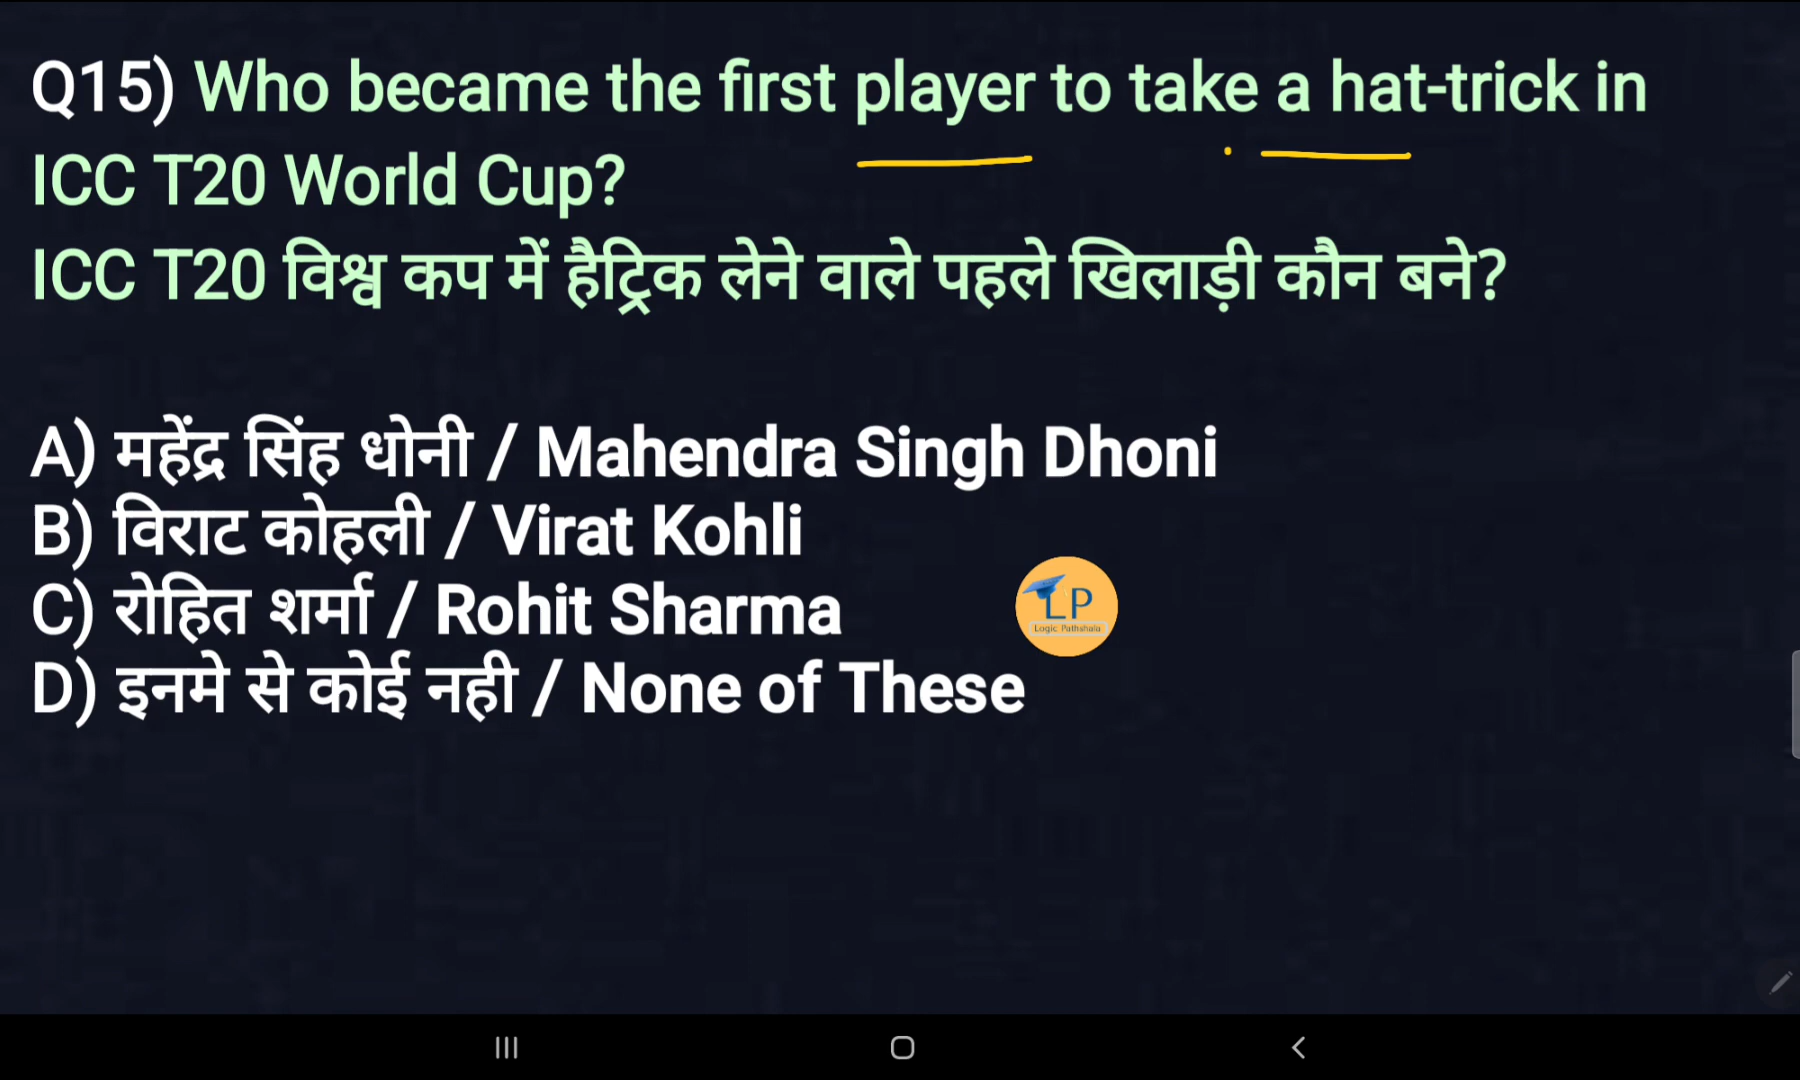 Q15) Who became the first player to take a hat-trick in
ICC T20 World Cup?
ICC T20 विश्व कप में हैट्रिक लेने वाले पहले खिलाड़ी कौन बने?
A) महेंद्र सिंह धोनी / Mahendra Singh Dhoni
B) विराट कोहली / Virat Kohli
C) रोहित शर्मा / Rohit Sharma
D) इनमे से कोई नही / None of These
LP
Logic Pathshala